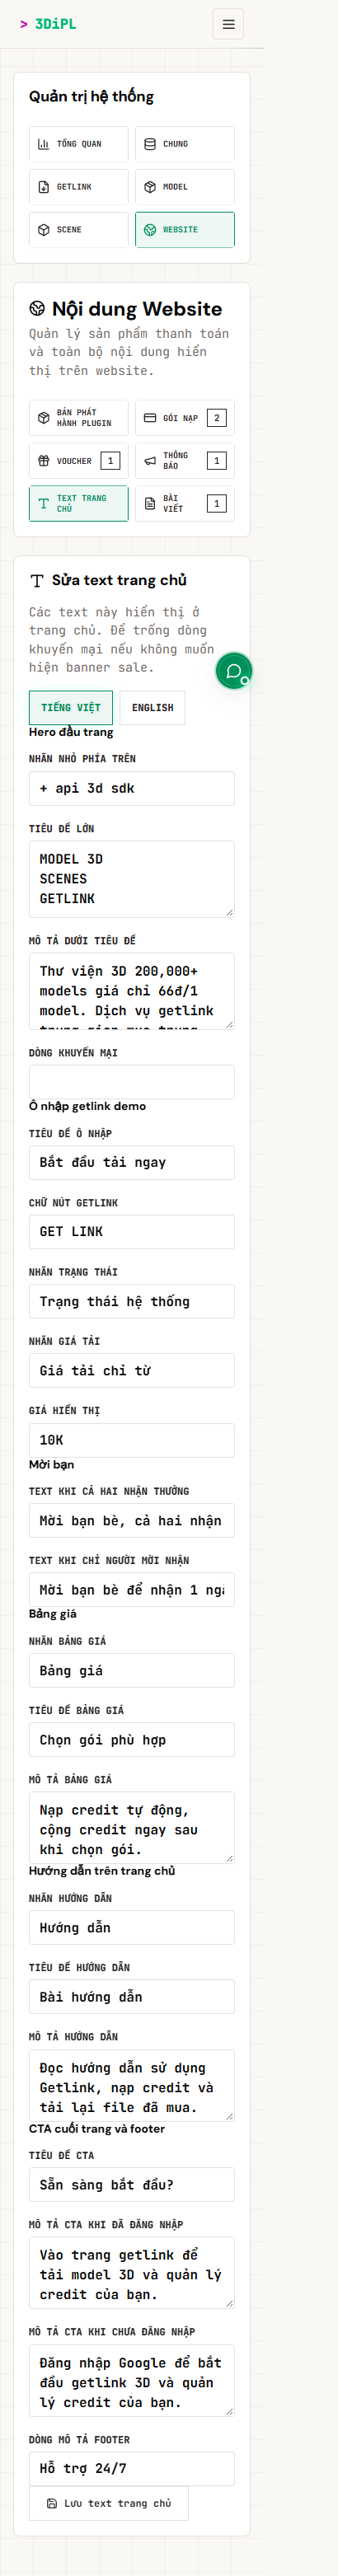 > 3DiPL
Quản trị hệ thống
TỔNG QUAN
CHUNG
GETLINK
MODEL
SCENE
WEBSITE
Nội dung Website
Quản lý sản phẩm thanh toán
và toàn bộ nội dung hiển
thị trên website.
BẢN PHÁT
HÀNH PLUGIN
GÓI NẠP 2
VOUCHER 1
THÔNG
BÁO 1
TEXT TRANG
CHỦ
BÀI
VIẾT 1
Sửa text trang chủ
Các text này hiển thị ở
trang chủ. Để trống dòng
khuyến mại nếu không muốn
hiện banner sale.
TIẾNG VIỆT
ENGLISH
Hero đầu trang
NHÃN NHỎ PHÍA TRÊN
+ api 3d sdk
TIÊU ĐỀ LỚN
MODEL 3D
SCENES
GETLINK
MÔ TẢ DƯỚI TIÊU ĐỀ
Thư viện 3D 200,000+
models giá chỉ 66đ/1
model. Dịch vụ getlink
trung gian mua trung
DÒNG KHUYẾN MẠI
Ô nhập getlink demo
TIÊU ĐỀ Ô NHẬP
Bắt đầu tải ngay
CHỮ NÚT GETLINK
GET LINK
NHÃN TRẠNG THÁI
Trạng thái hệ thống
NHÃN GIÁ TẢI
Giá tải chỉ từ
GIÁ HIỂN THỊ
10K
Mời bạn
TEXT KHI CẢ HAI NHẬN THƯỞNG
Mời bạn bè, cả hai nhận
TEXT KHI CHỈ NGƯỜI MỜI NHẬN
Mời bạn bè để nhận 1 ngà
Bảng giá
NHÃN BẢNG GIÁ
Bảng giá
TIÊU ĐỀ BẢNG GIÁ
Chọn gói phù hợp
MÔ TẢ BẢNG GIÁ
Nạp credit tự động,
cộng credit ngay sau
khi chọn gói.
Hướng dẫn trên trang chủ
NHÃN HƯỚNG DẪN
Hướng dẫn
TIÊU ĐỀ HƯỚNG DẪN
Bài hướng dẫn
MÔ TẢ HƯỚNG DẪN
Đọc hướng dẫn sử dụng
Getlink, nạp credit và
tải lại file đã mua.
CTA cuối trang và footer
TIÊU ĐỀ CTA
Sẵn sàng bắt đầu?
MÔ TẢ CTA KHI ĐÃ ĐĂNG NHẬP
Vào trang getlink để
tải model 3D và quản lý
credit của bạn.
MÔ TẢ CTA KHI CHƯA ĐĂNG NHẬP
Đăng nhập Google để bắt
đầu getlink 3D và quản
lý credit của bạn.
DÒNG MÔ TẢ FOOTER
Hỗ trợ 24/7
Lưu text trang chủ